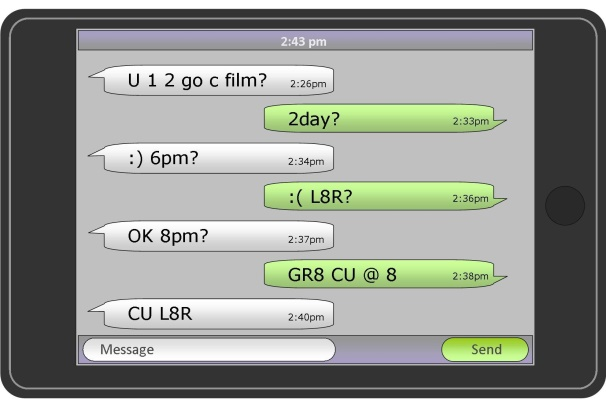 2:43 pm
U 1 2 go c film? 2:26pm
2day? 2:33pm
:) 6pm? 2:34pm
:( L8R? 2:36pm
OK 8pm? 2:37pm
GR8 CU @ 8 2:38pm
CU L8R 2:40pm
Message Send